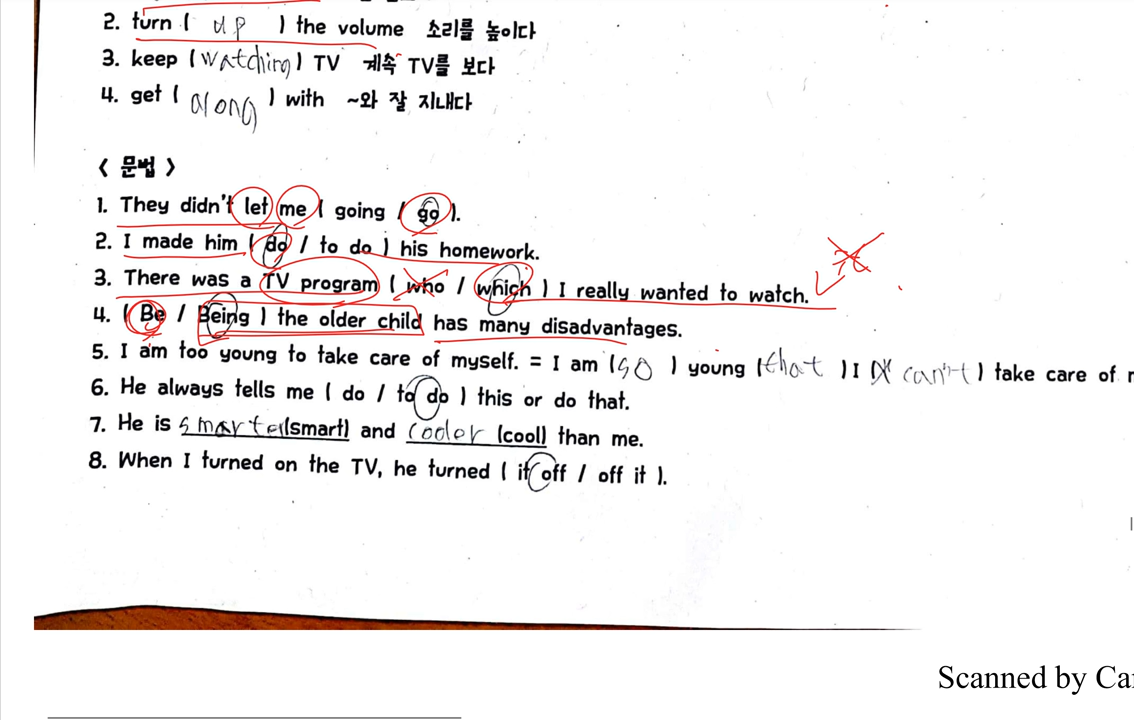 2. turn ( up ) the volume 소리를 높이다
3. keep (watching) TV 계속 TV를 보다
4. get ( along ) with ~와 잘 지내다
< 문법 >
1. They didn't let me ( going / go ).
2. I made him ( do / to do ) his homework.
3. There was a TV program ( who / which ) I really wanted to watch.
4. ( Be / Being ) the older child has many disadvantages.
5. I am too young to take care of myself. = I am (so ) young (that ) I ( can't ) take care of
6. He always tells me ( do / to do ) this or do that.
7. He is smarter(smart) and cooler (cool) than me.
8. When I turned on the TV, he turned ( it off / off it ).
Scanned by